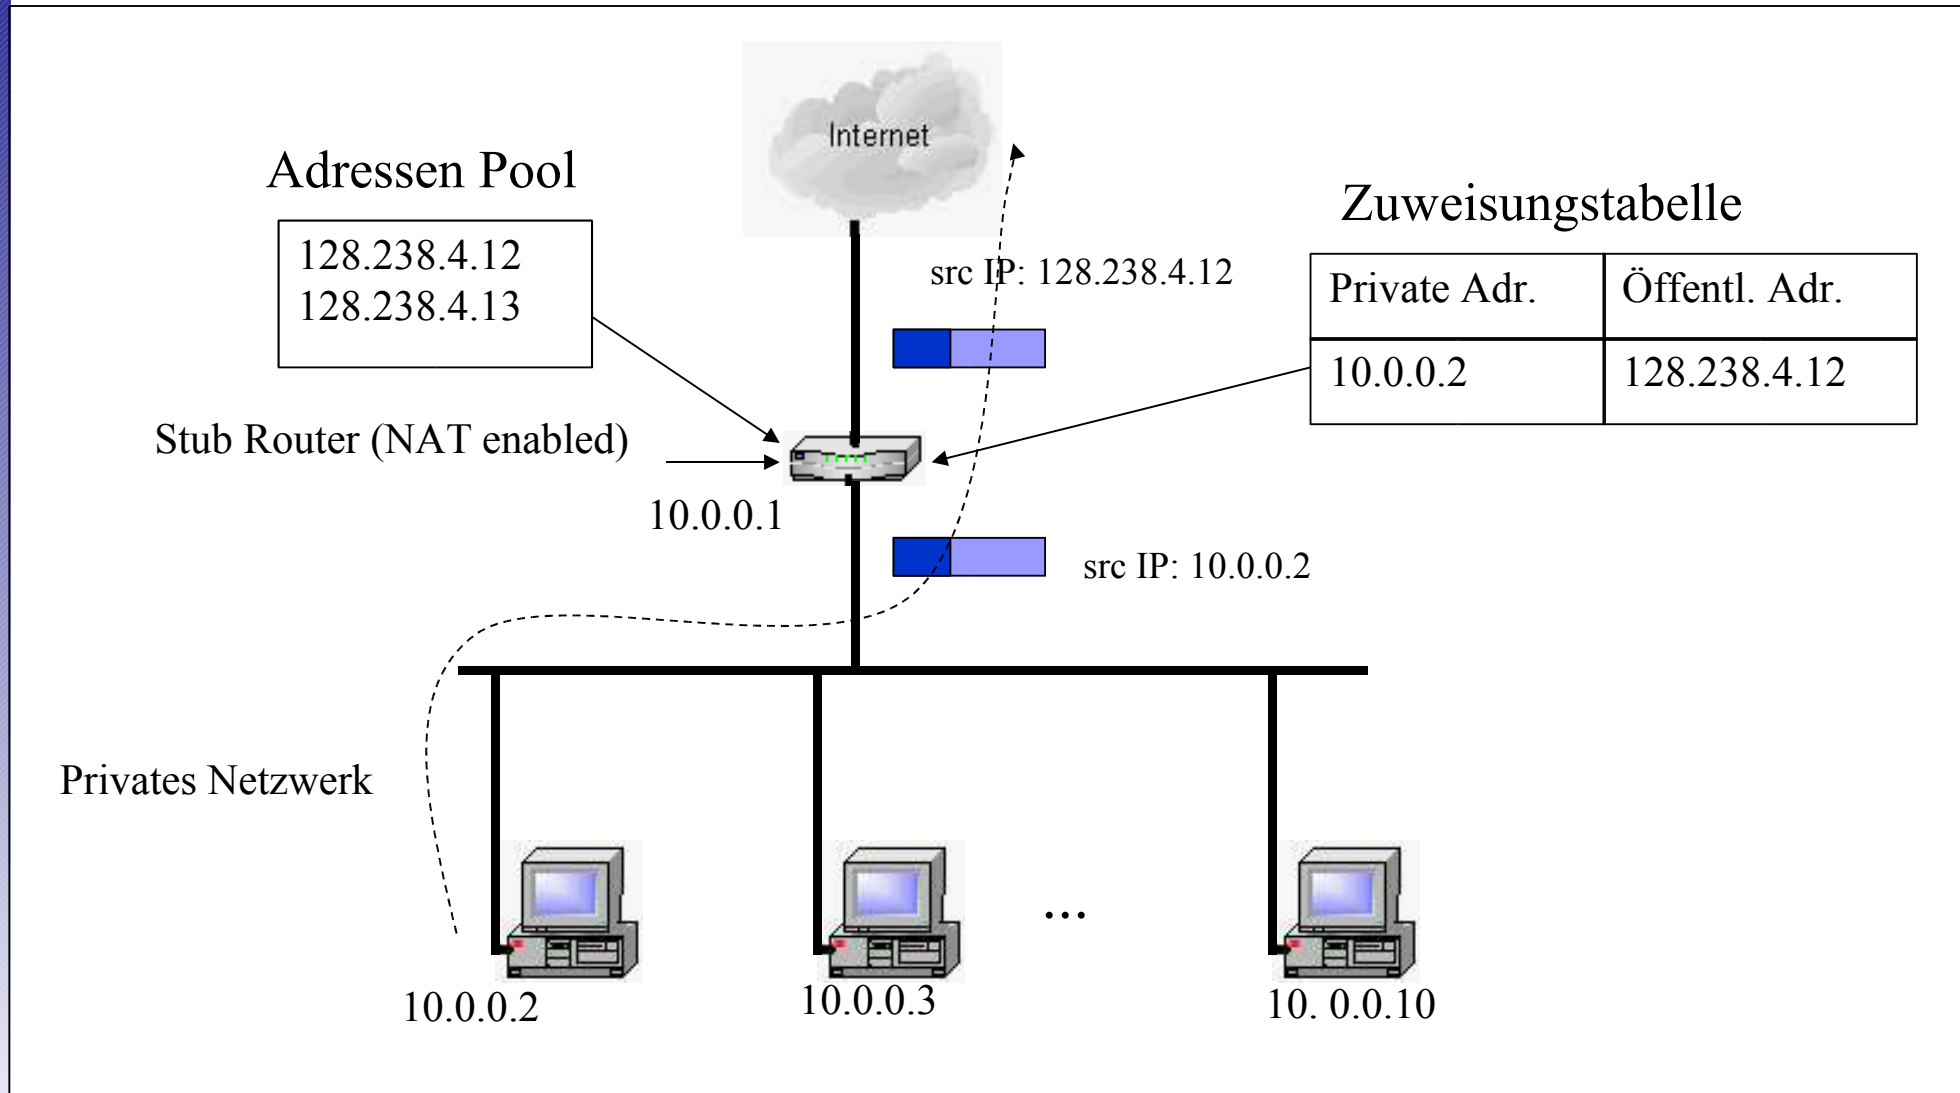 Internet
Adressen Pool
128.238.4.12
128.238.4.13
Zuweisungstabelle
Private Adr. Öffentl. Adr.
10.0.0.2 128.238.4.12
src IP: 128.238.4.12
Stub Router (NAT enabled)
10.0.0.1
src IP: 10.0.0.2
Privates Netzwerk
...
10.0.0.2
10.0.0.3
10. 0.0.10